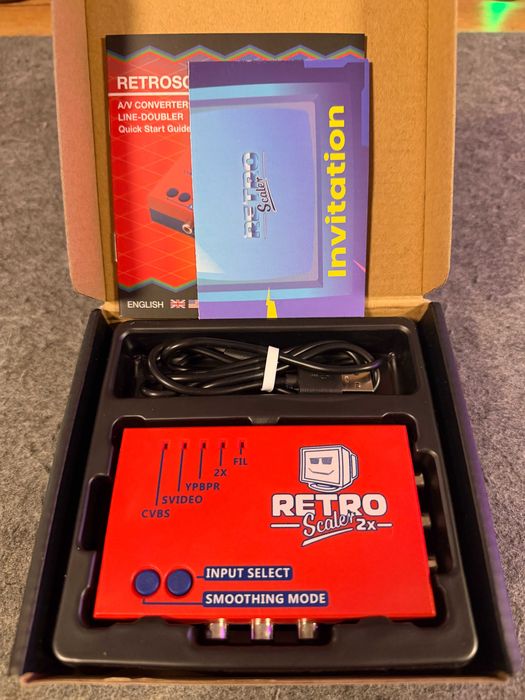 RETROSC
A/V CONVERTER
LINE-DOUBLER
Quick Start Guide
ENGLISH
RETRO
Scaler
Invitation
FIL
2X
YPBPR
SVIDEO
CVBS
RETRO
Scaler 2x
INPUT SELECT
SMOOTHING MODE